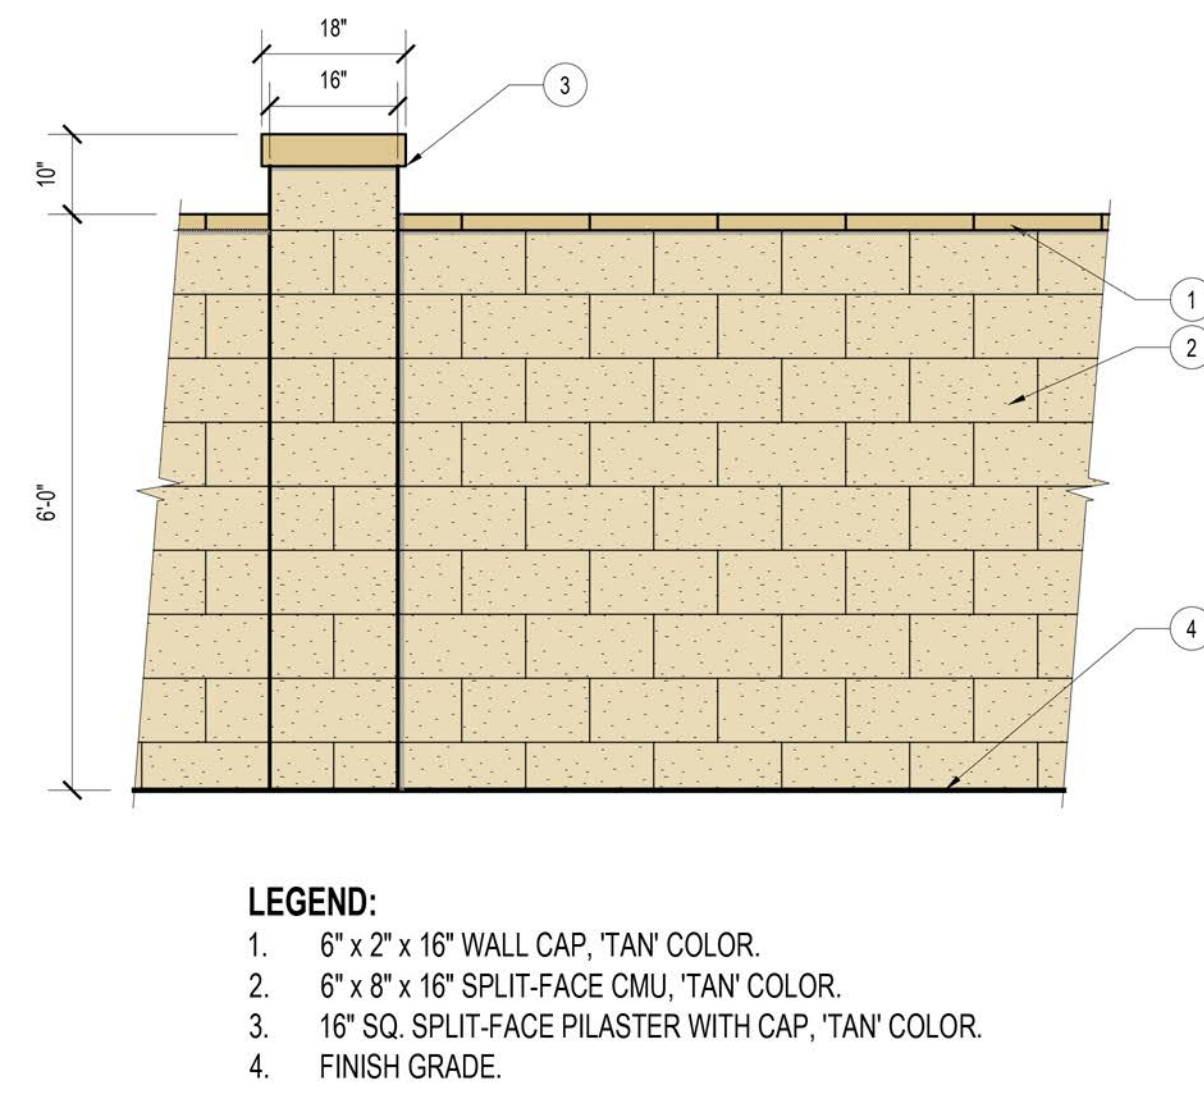 18"
16"
3
10"
1
2
6'-0"
4
LEGEND:
1. 6" x 2" x 16" WALL CAP, 'TAN' COLOR.
2. 6" x 8" x 16" SPLIT-FACE CMU, 'TAN' COLOR.
3. 16" SQ. SPLIT-FACE PILASTER WITH CAP, 'TAN' COLOR.
4. FINISH GRADE.